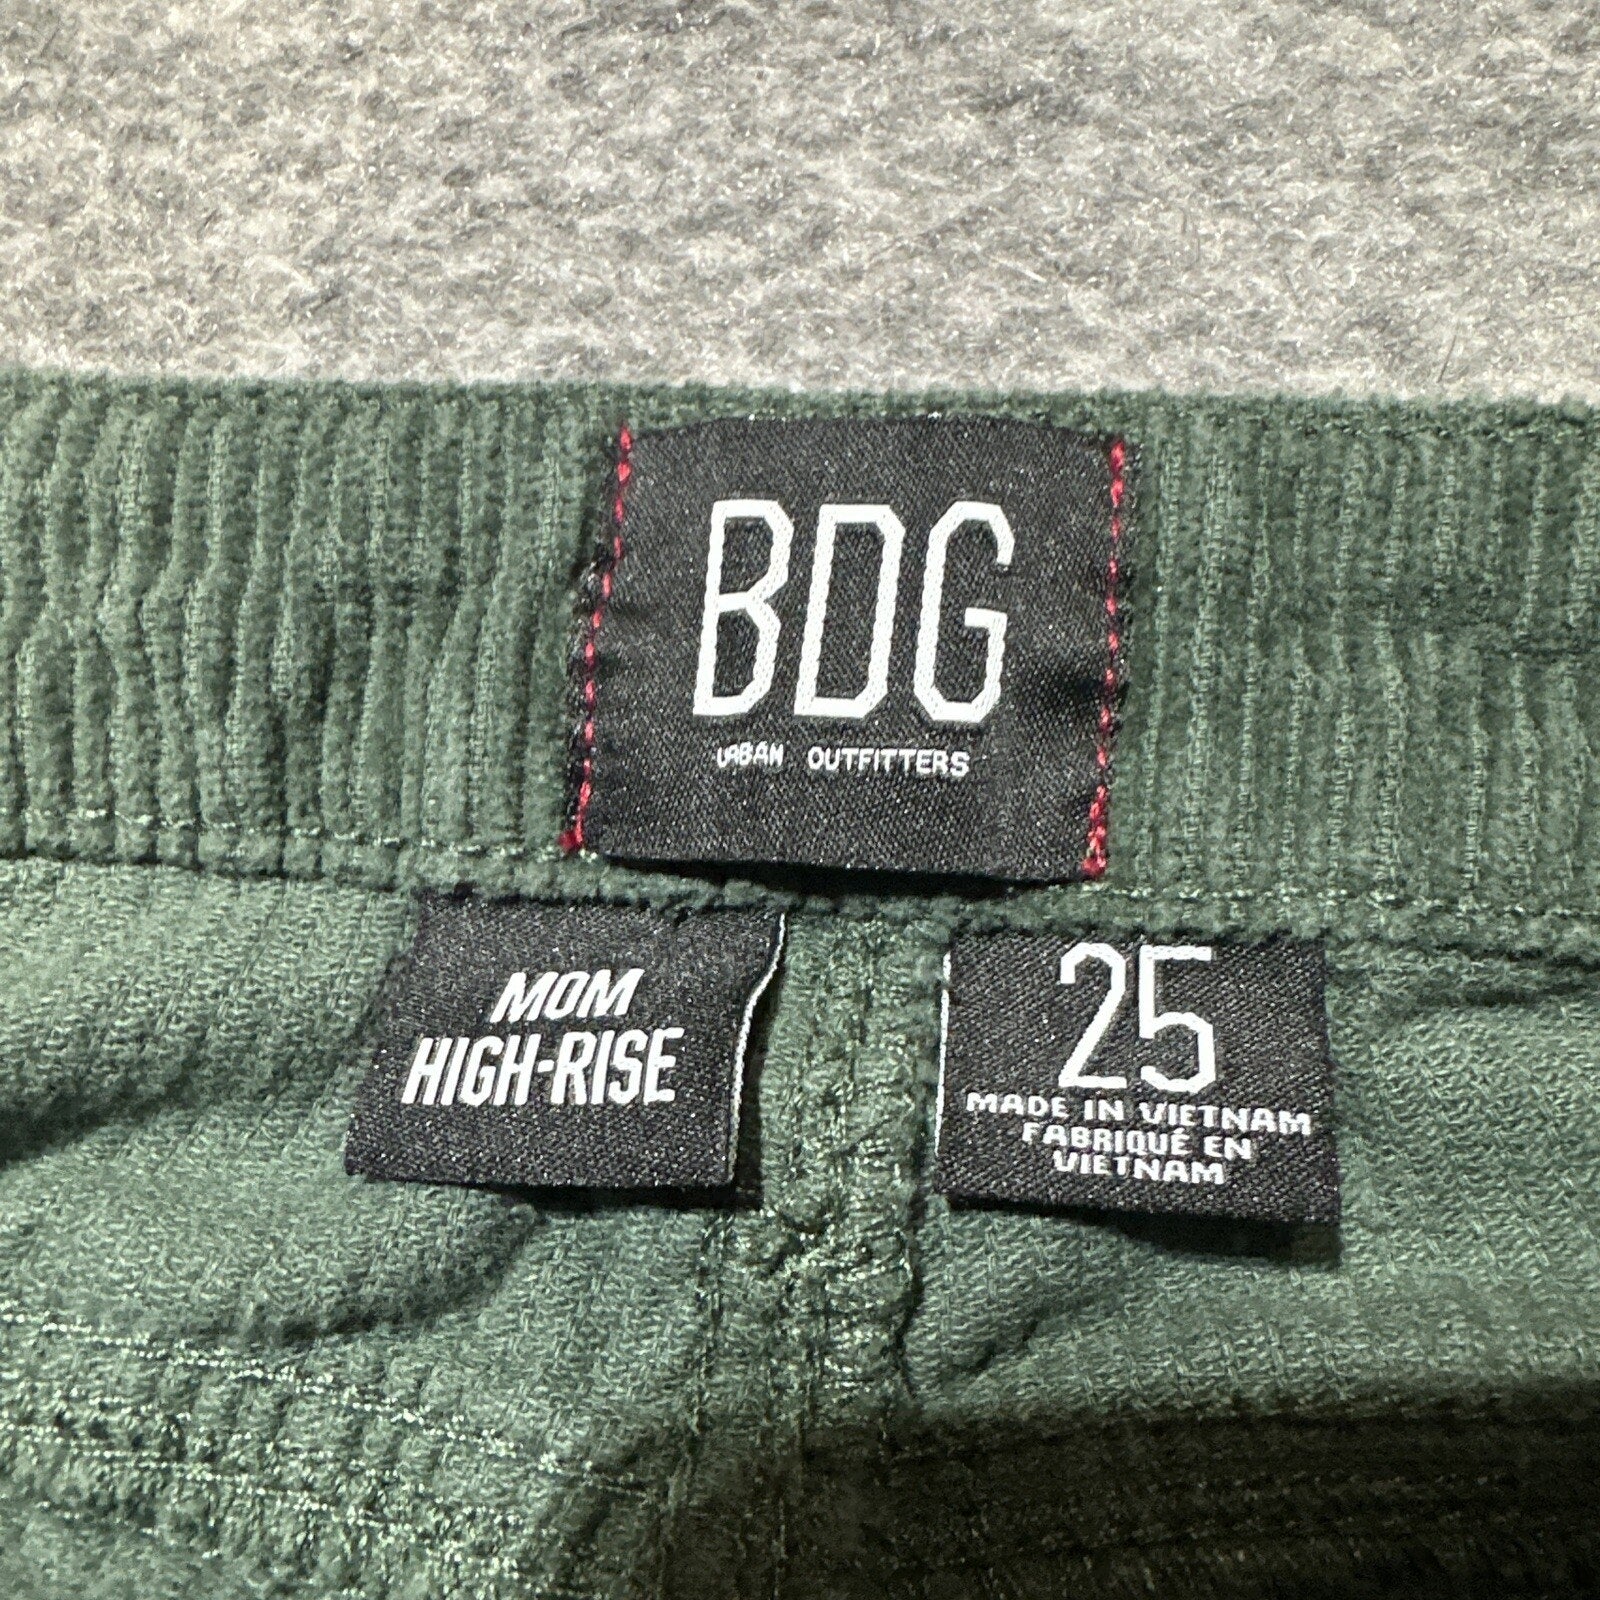 BDG
URBAN OUTFITTERS
MOM
HIGH-RISE
25
MADE IN VIETNAM
FABRIQUÉ EN
VIETNAM